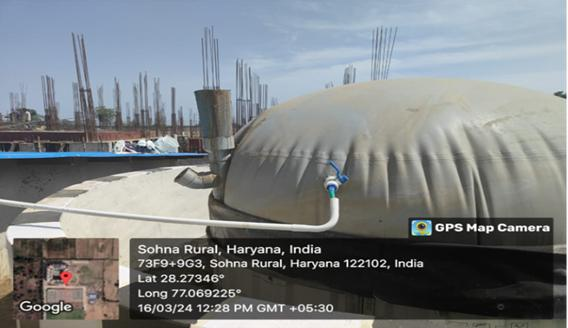 GPS Map Camera
Sohna Rural, Haryana, India
73F9+9G3, Sohna Rural, Haryana 122102, India
Lat 28.27346°
Long 77.069225°
16/03/24 12:28 PM GMT +05:30
Google